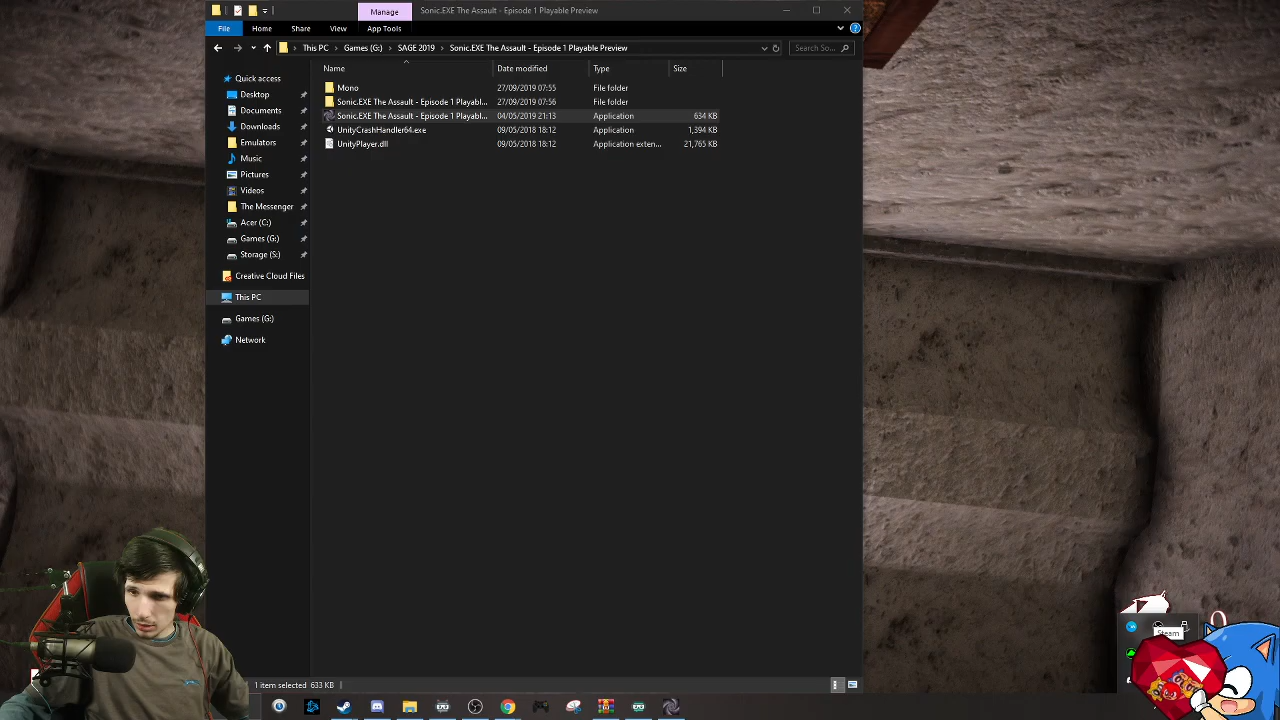 Manage
Sonic.EXE The Assault - Episode 1 Playable Preview
File
Home
Share
View
App Tools
This PC
Games (G:)
SAGE 2019
Sonic.EXE The Assault - Episode 1 Playable Preview
Search So...
Name
Date modified
Type
Size
Quick access
Desktop
Documents
Downloads
Emulators
Music
Pictures
Videos
The Messenger
Acer (C:)
Games (G:)
Storage (S:)
Creative Cloud Files
This PC
Games (G:)
Network
Mono 27/09/2019 07:55 File folder
Sonic.EXE The Assault - Episode 1 Playabl... 27/09/2019 07:56 File folder
Sonic.EXE The Assault - Episode 1 Playabl... 04/05/2019 21:13 Application 634 KB
UnityCrashHandler64.exe 09/05/2018 18:12 Application 1,394 KB
UnityPlayer.dll 09/05/2018 18:12 Application exten... 21,765 KB
1 item selected 633 KB
Steam